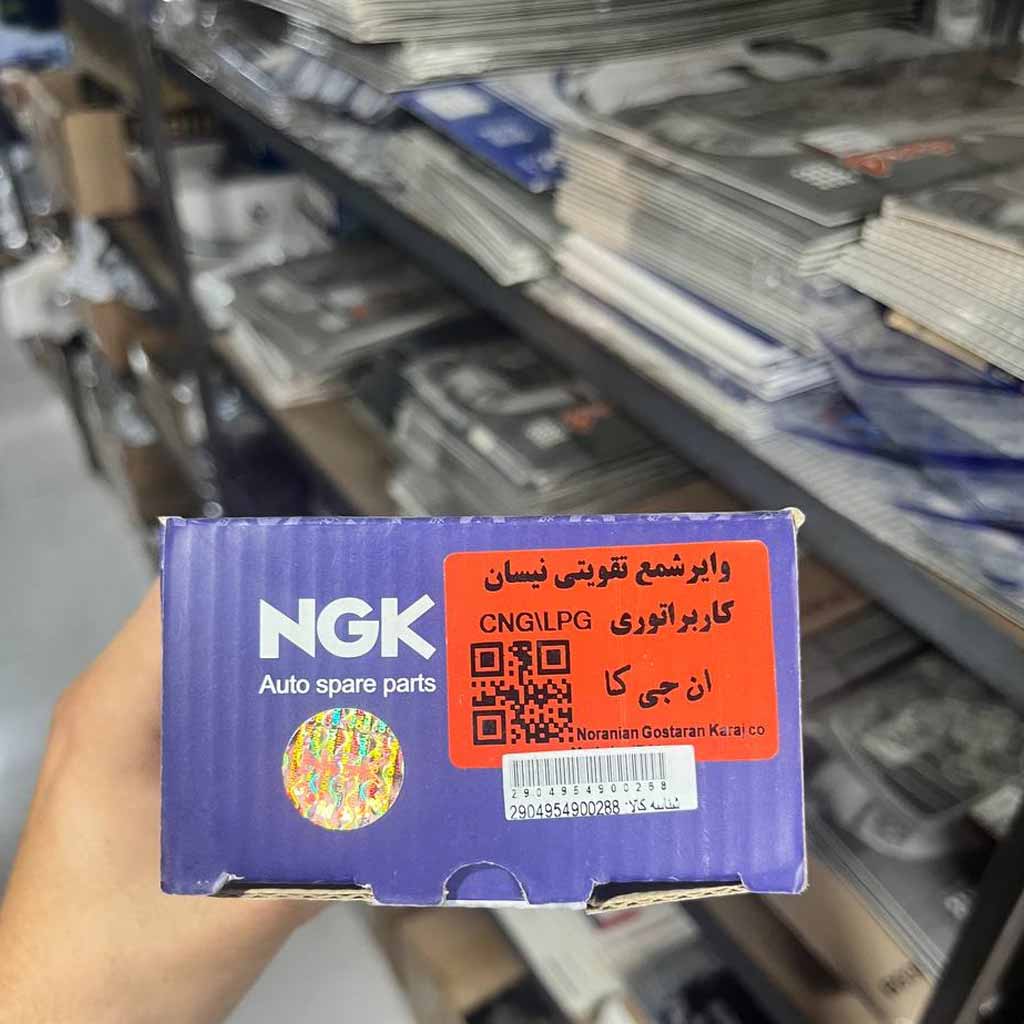 NGK
Auto spare parts
وایرشمع تقویتی نیسان
کاربراتوری CNG\LPG
ان جی کا
Noranian Gostaran Karaj co
2904954900288
شناسه کالا: 2904954900288